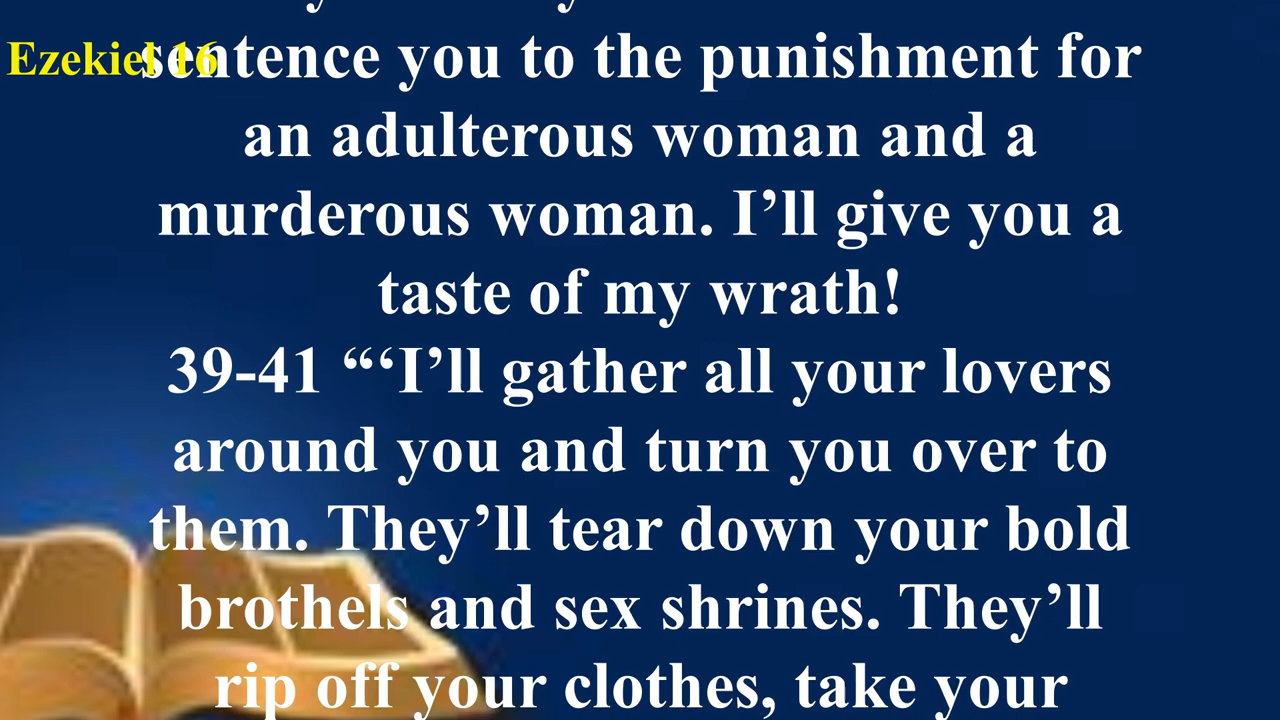 Ezekiel 16
sentence you to the punishment for
an adulterous woman and a
murderous woman. I’ll give you a
taste of my wrath!
39-41 “‘I’ll gather all your lovers
around you and turn you over to
them. They’ll tear down your bold
brothels and sex shrines. They’ll
rip off your clothes, take your